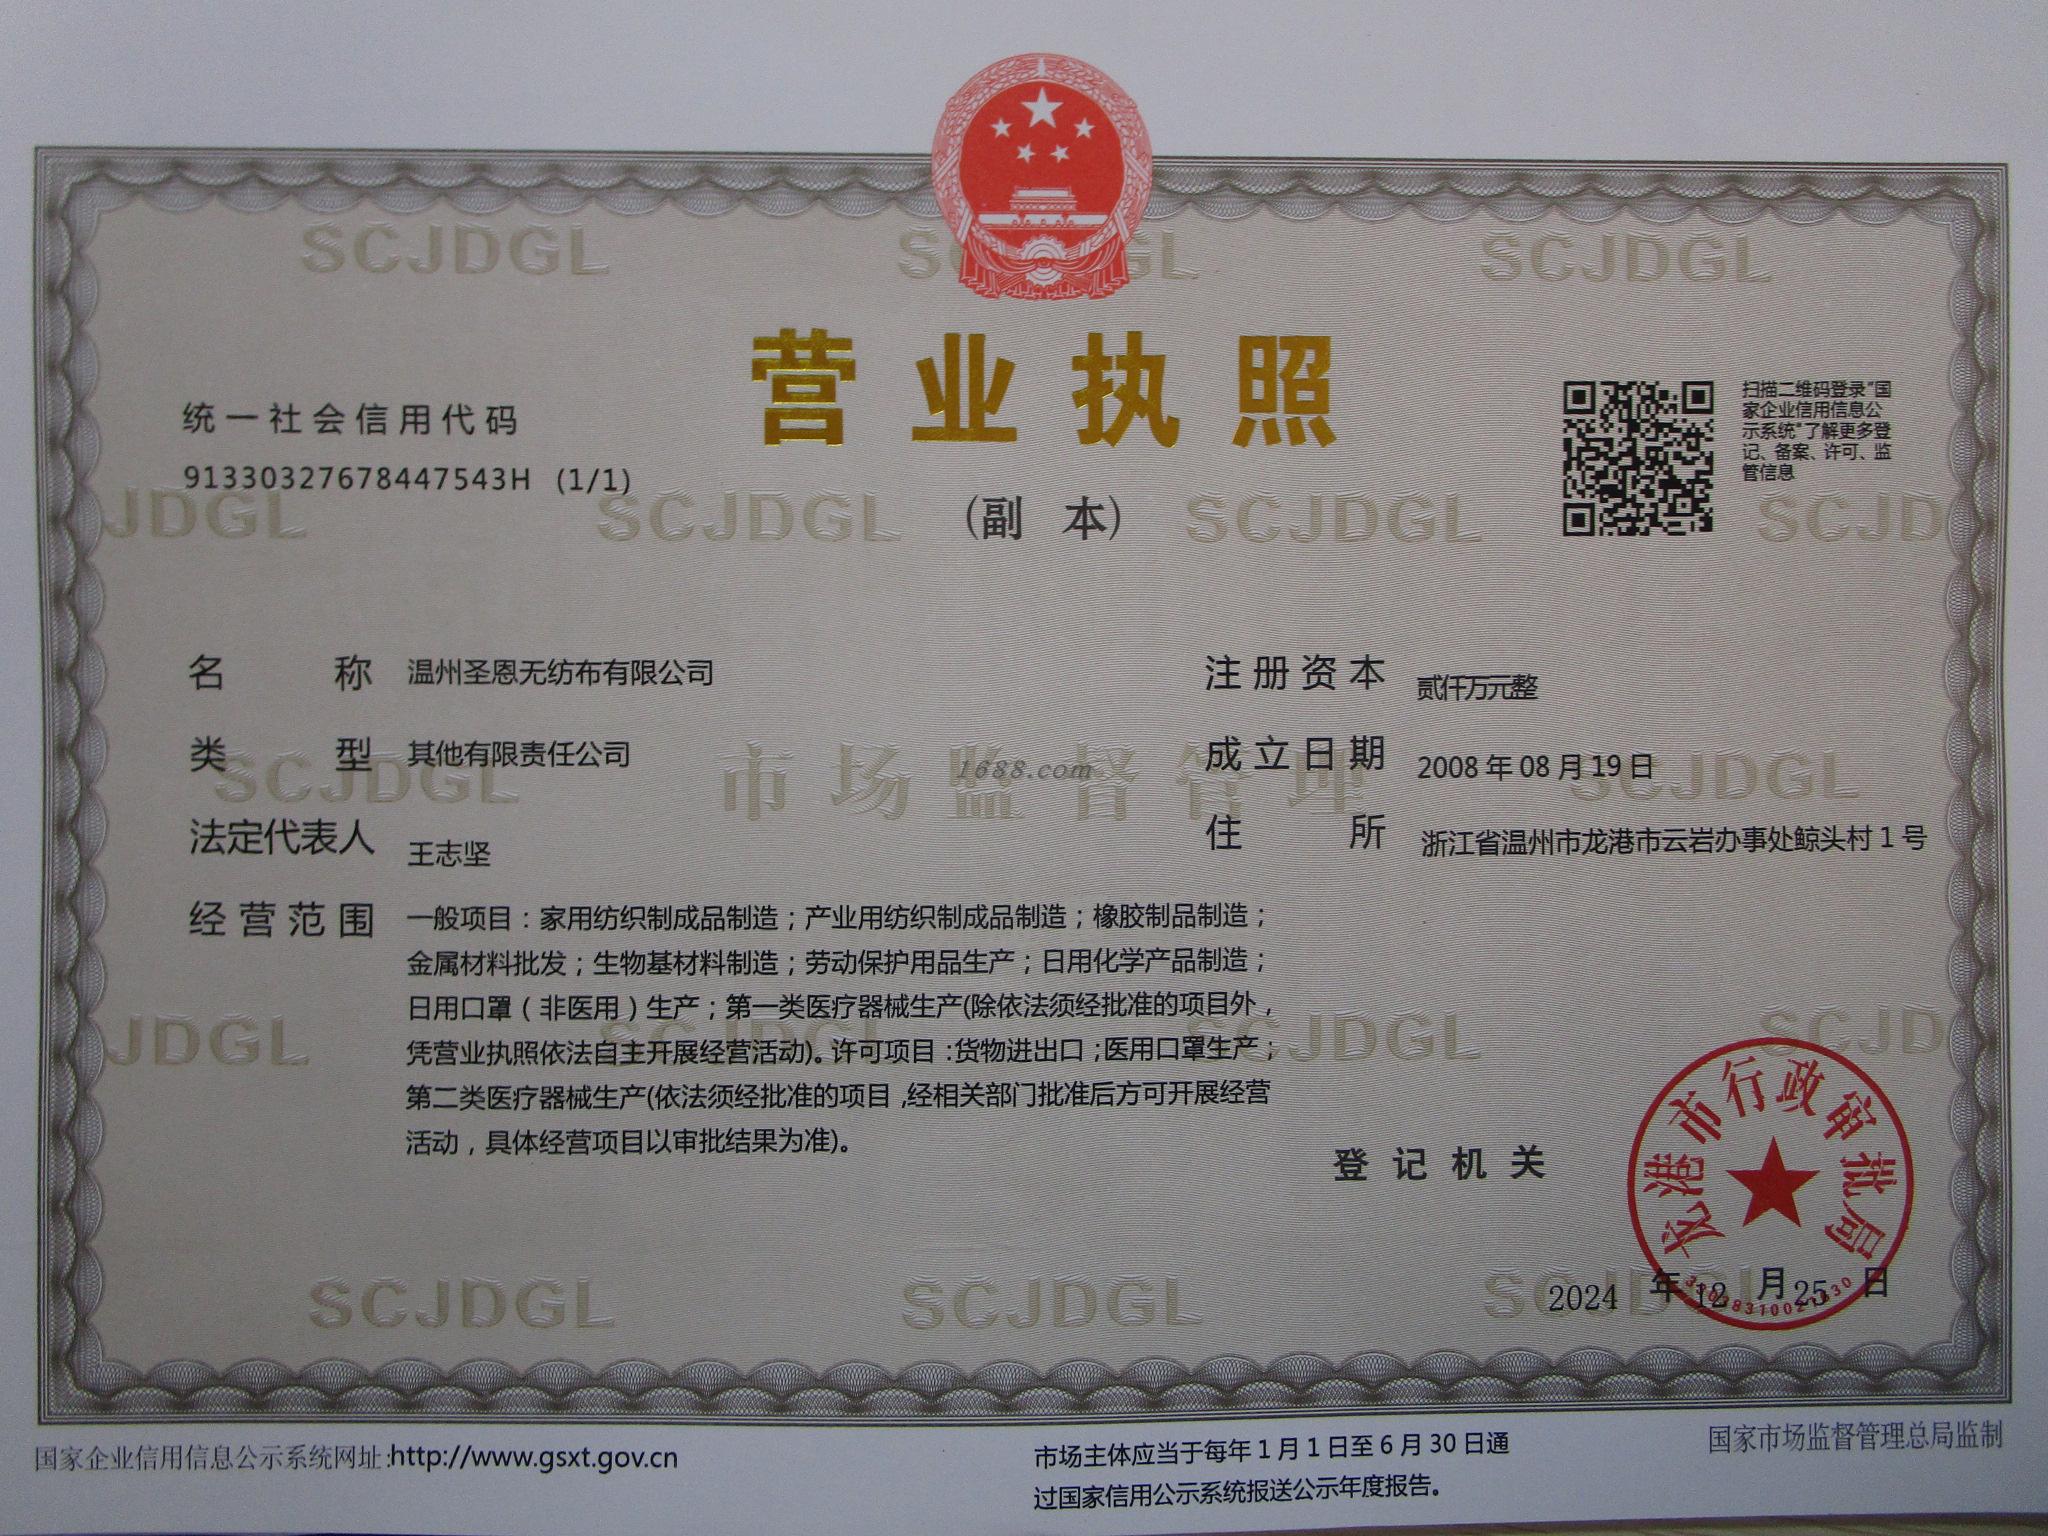 营业执照
(副 本)
统一社会信用代码
91330327678447543H (1/1)
扫描二维码登录"国
家企业信用信息公
示系统"了解更多登
记、备案、许可、监
管信息
名 称 温州圣恩无纺布有限公司
类 型 其他有限责任公司
法定代表人 王志坚
经营范围 一般项目：家用纺织制成品制造；产业用纺织制成品制造；橡胶制品制造；
金属材料批发；生物基材料制造；劳动保护用品生产；日用化学产品制造；
日用口罩（非医用）生产；第一类医疗器械生产(除依法须经批准的项目外，
凭营业执照依法自主开展经营活动)。许可项目：货物进出口；医用口罩生产；
第二类医疗器械生产(依法须经批准的项目，经相关部门批准后方可开展经营
活动，具体经营项目以审批结果为准)。
注册资本 贰仟万元整
成立日期 2008年08月19日
住 所 浙江省温州市龙港市云岩办事处鲸头村1号
SCJDGL
市场监督管理
1688.com
登记机关
龙港市行政审批局
2024 年 12 月 25 日
国家企业信用信息公示系统网址:http://www.gsxt.gov.cn
市场主体应当于每年1月1日至6月30日通
过国家信用公示系统报送公示年度报告。
国家市场监督管理总局监制